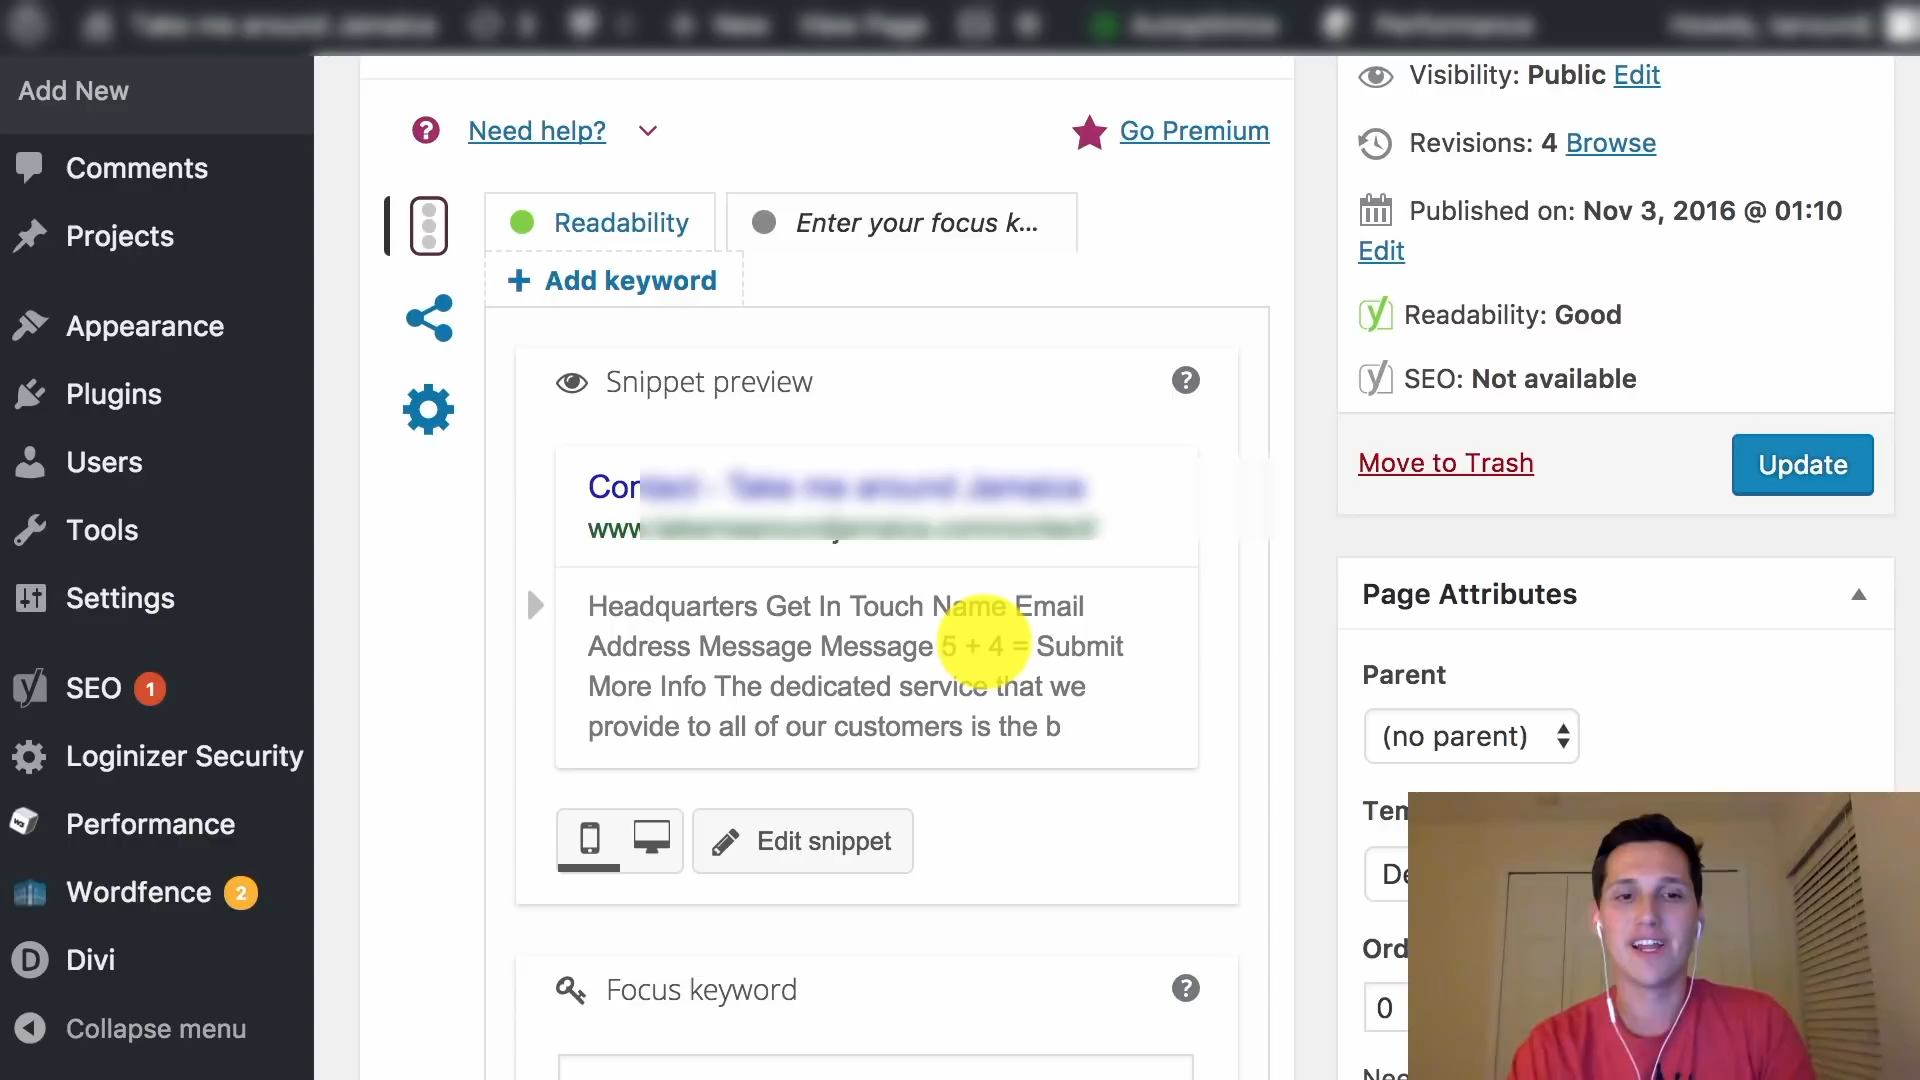 Add New
Comments
Projects
Appearance
Plugins
Users
Tools
Settings
SEO 1
Loginizer Security
Performance
Wordfence 2
Divi
Collapse menu
Need help?
Go Premium
Readability
Enter your focus k...
+ Add keyword
Snippet preview
Headquarters Get In Touch Name Email
Address Message Message 5 + 4 = Submit
More Info The dedicated service that we
provide to all of our customers is the b
Edit snippet
Focus keyword
Visibility: Public Edit
Revisions: 4 Browse
Published on: Nov 3, 2016 @ 01:10
Edit
Readability: Good
SEO: Not available
Move to Trash
Update
Page Attributes
Parent
(no parent)
0